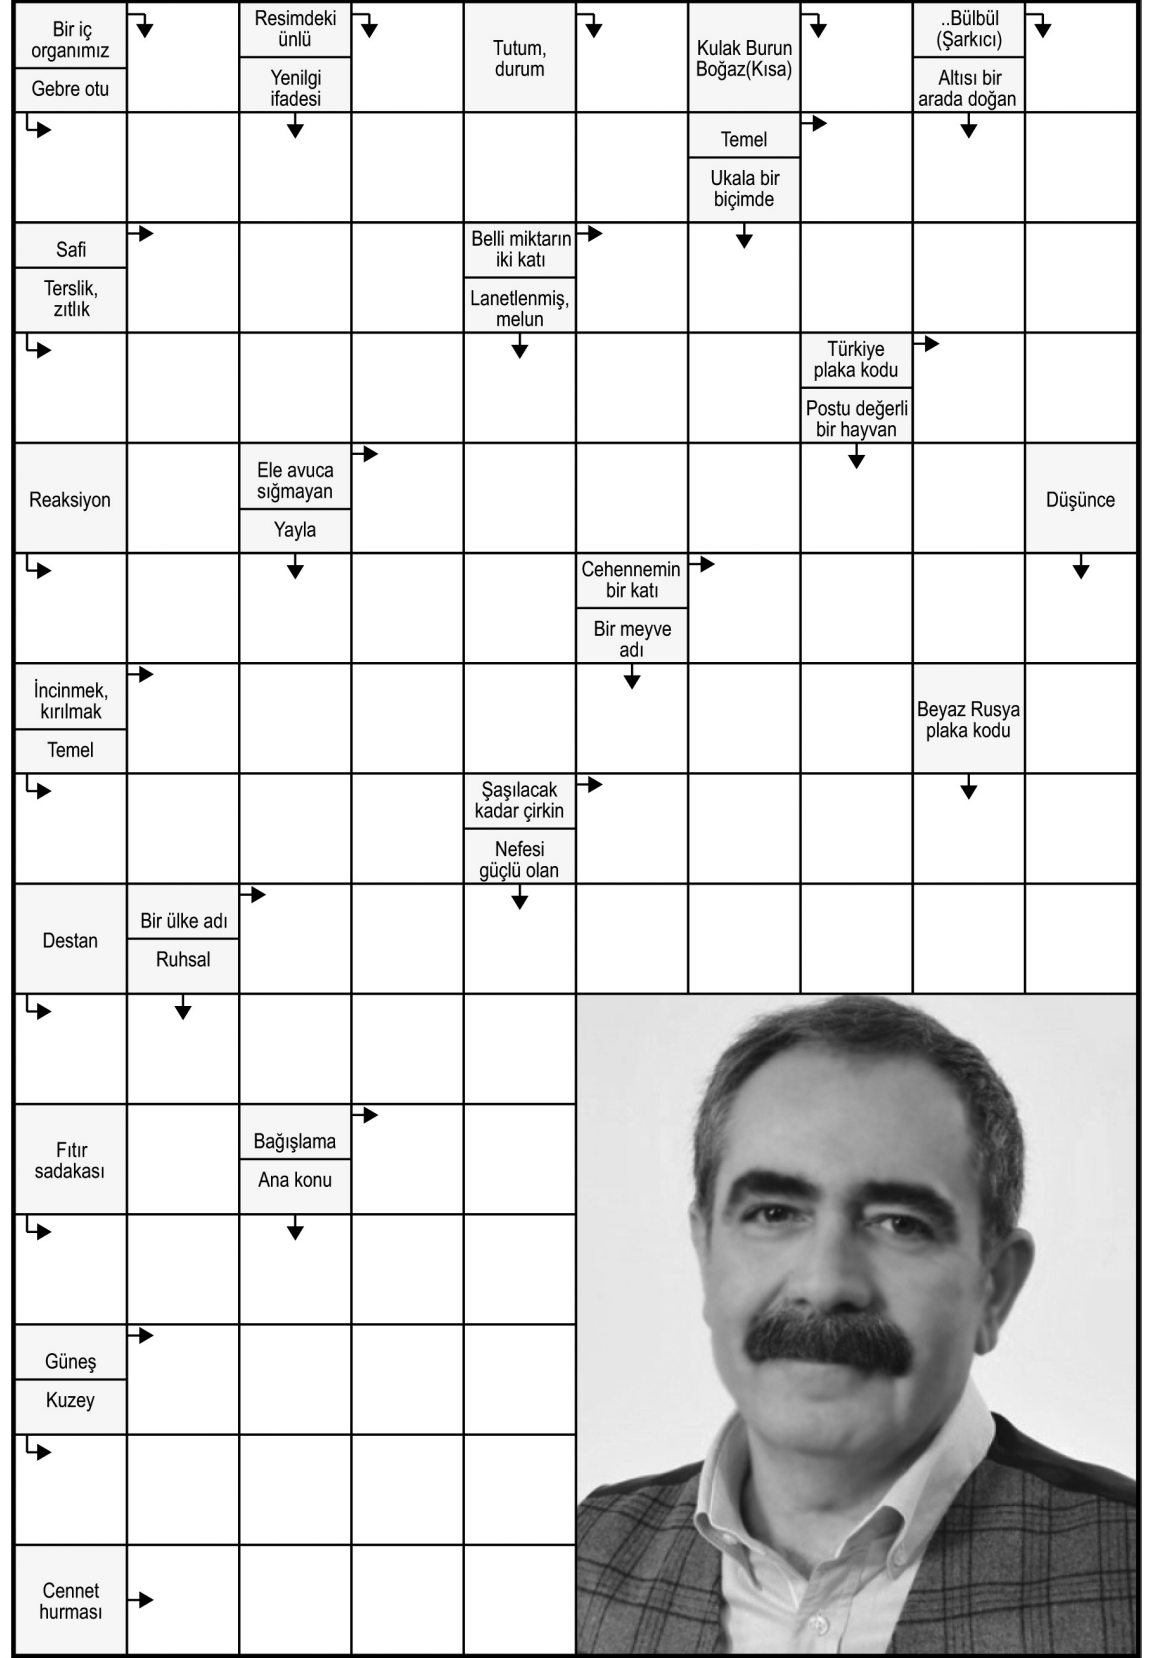 Bir iç
organımız
Gebre otu
Resimdeki
ünlü
Yenilgi
ifadesi
Tutum,
durum
Kulak Burun
Boğaz(Kısa)
..Bülbül
(Şarkıcı)
Altısı bir
arada doğan
Temel
Ukala bir
biçimde
Safi
Terslik,
zıtlık
Belli miktarın
iki katı
Lanetlenmiş,
melun
Türkiye
plaka kodu
Postu değerli
bir hayvan
Reaksiyon
Ele avuca
sığmayan
Yayla
Düşünce
Cehennemin
bir katı
Bir meyve
adı
İncinmek,
kırılmak
Temel
Beyaz Rusya
plaka kodu
Şaşılacak
kadar çirkin
Nefesi
güçlü olan
Destan
Bir ülke adı
Ruhsal
Fıtır
sadakası
Bağışlama
Ana konu
Güneş
Kuzey
Cennet
hurması